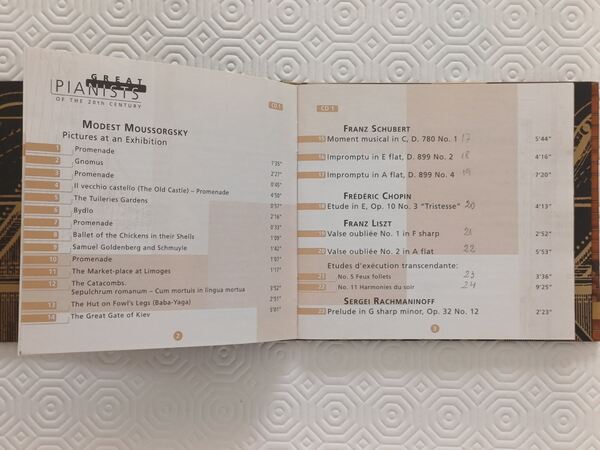 GREAT
PIANISTS
OF THE 20TH CENTURY
CD 1
MODEST MOUSSORGSKY
Pictures at an Exhibition
1 Promenade
2 Gnomus 1'35"
3 Promenade 2'27"
4 Il vecchio castello (The Old Castle) – Promenade 0'45"
5 The Tuileries Gardens 4'50"
6 Bydlo 0'57"
7 Promenade 2'16"
8 Ballet of the Chickens in their Shells 0'33"
9 Samuel Goldenberg and Schmuyle 1'09"
10 Promenade 1'42"
11 The Market-place at Limoges 1'07"
12 The Catacombs. 1'17"
Sepulchrum romanum – Cum mortuis in lingua mortua 3'52"
13 The Hut on Fowl's Legs (Baba-Yaga) 2'51"
14 The Great Gate of Kiev 5'01"
2
CD 1
FRANZ SCHUBERT
15 Moment musical in C, D. 780 No. 1 17 5'44"
16 Impromptu in E flat, D. 899 No. 2 18 4'16"
17 Impromptu in A flat, D. 899 No. 4 19 7'20"
FRÉDÉRIC CHOPIN
18 Etude in E, Op. 10 No. 3 "Tristesse" 20 4'13"
FRANZ LISZT
19 Valse oubliée No. 1 in F sharp 21 2'52"
20 Valse oubliée No. 2 in A flat 22 5'53"
Etudes d'exécution transcendante:
21 No. 5 Feux follets 23 3'36"
22 No. 11 Harmonies du soir 24 9'25"
SERGEI RACHMANINOFF
23 Prelude in G sharp minor, Op. 32 No. 12 2'23"
3